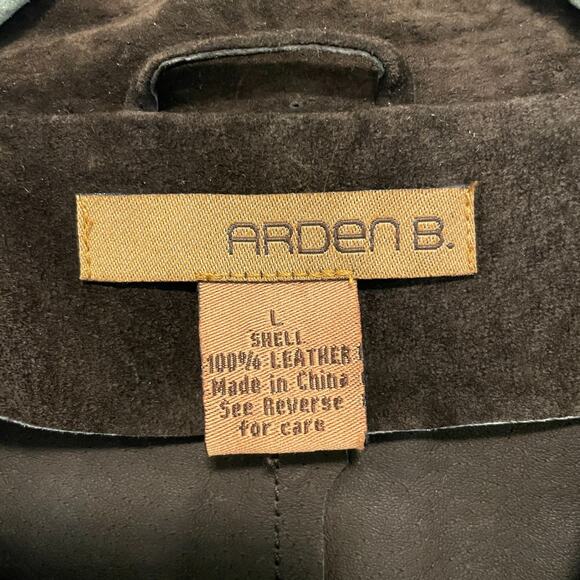 ARDEN B.
L
SHELL
100% LEATHER
Made in China
See Reverse
for care